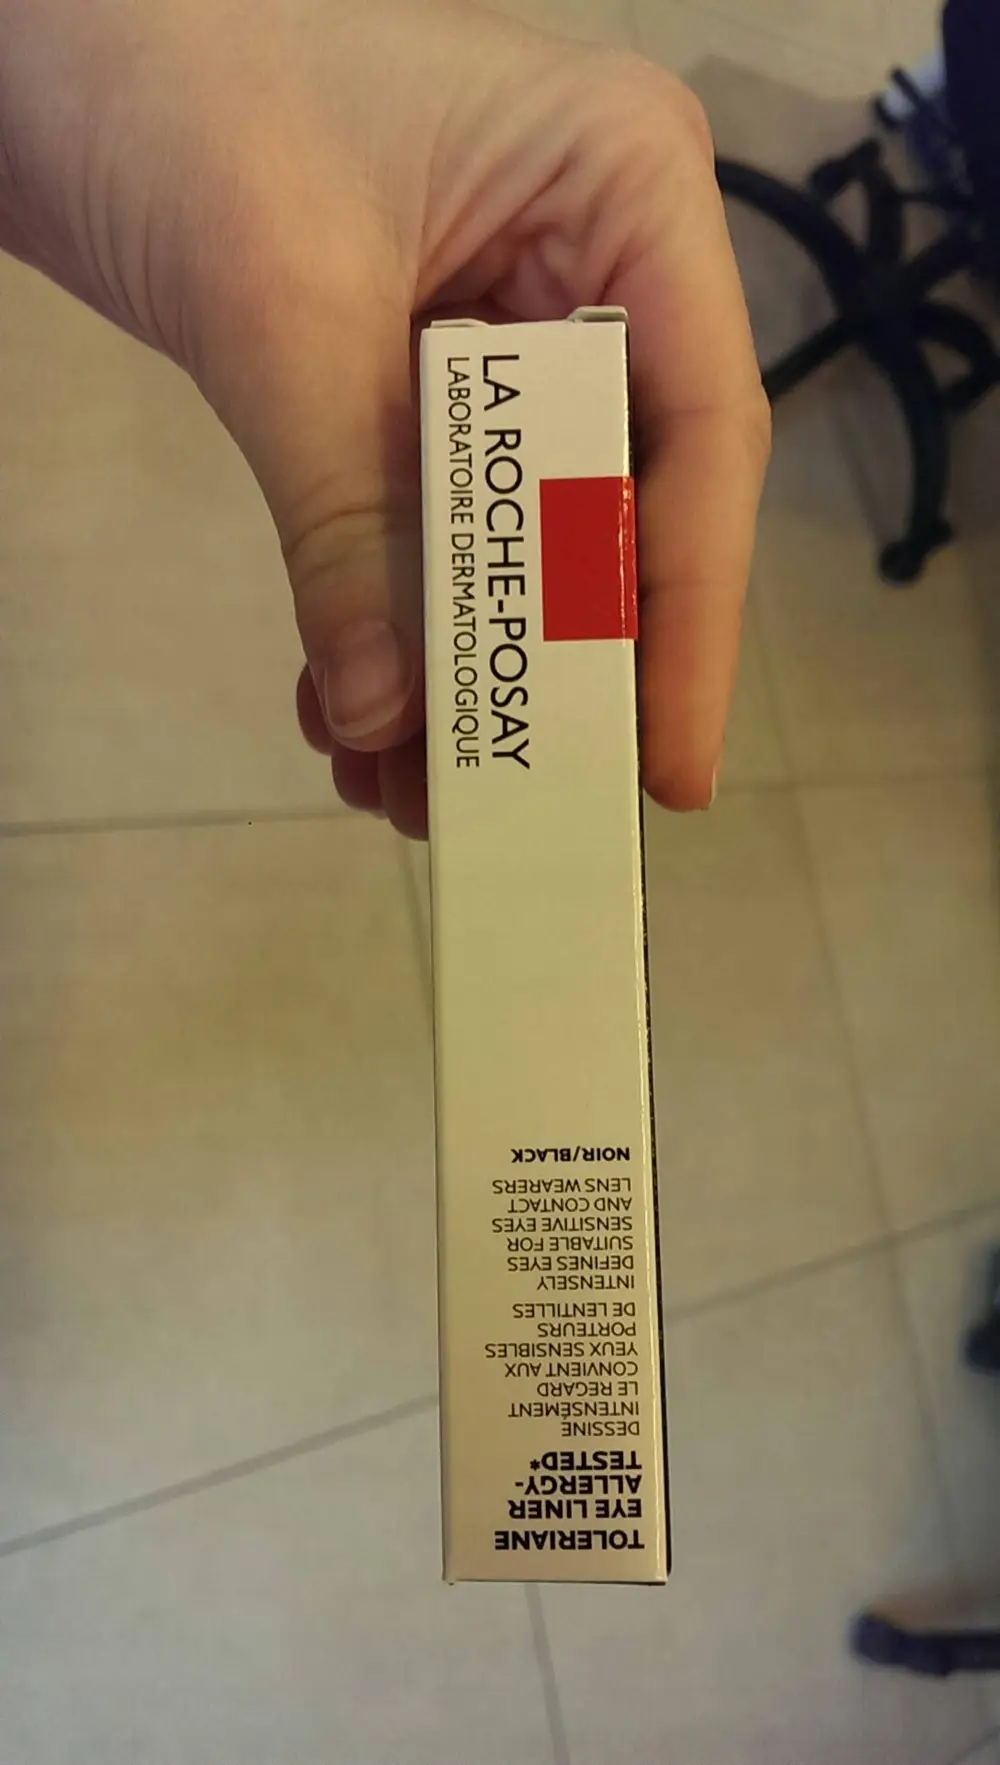 LA ROCHE-POSAY
LABORATOIRE DERMATOLOGIQUE
TOLERIANE
EYE LINER
ALLERGY-
TESTED*
DESSINE
INTENSÉMENT
LE REGARD
CONVIENT AUX
YEUX SENSIBLES
PORTEURS
DE LENTILLES
INTENSELY
DEFINES EYES
SUITABLE FOR
SENSITIVE EYES
AND CONTACT
LENS WEARERS
NOIR/BLACK